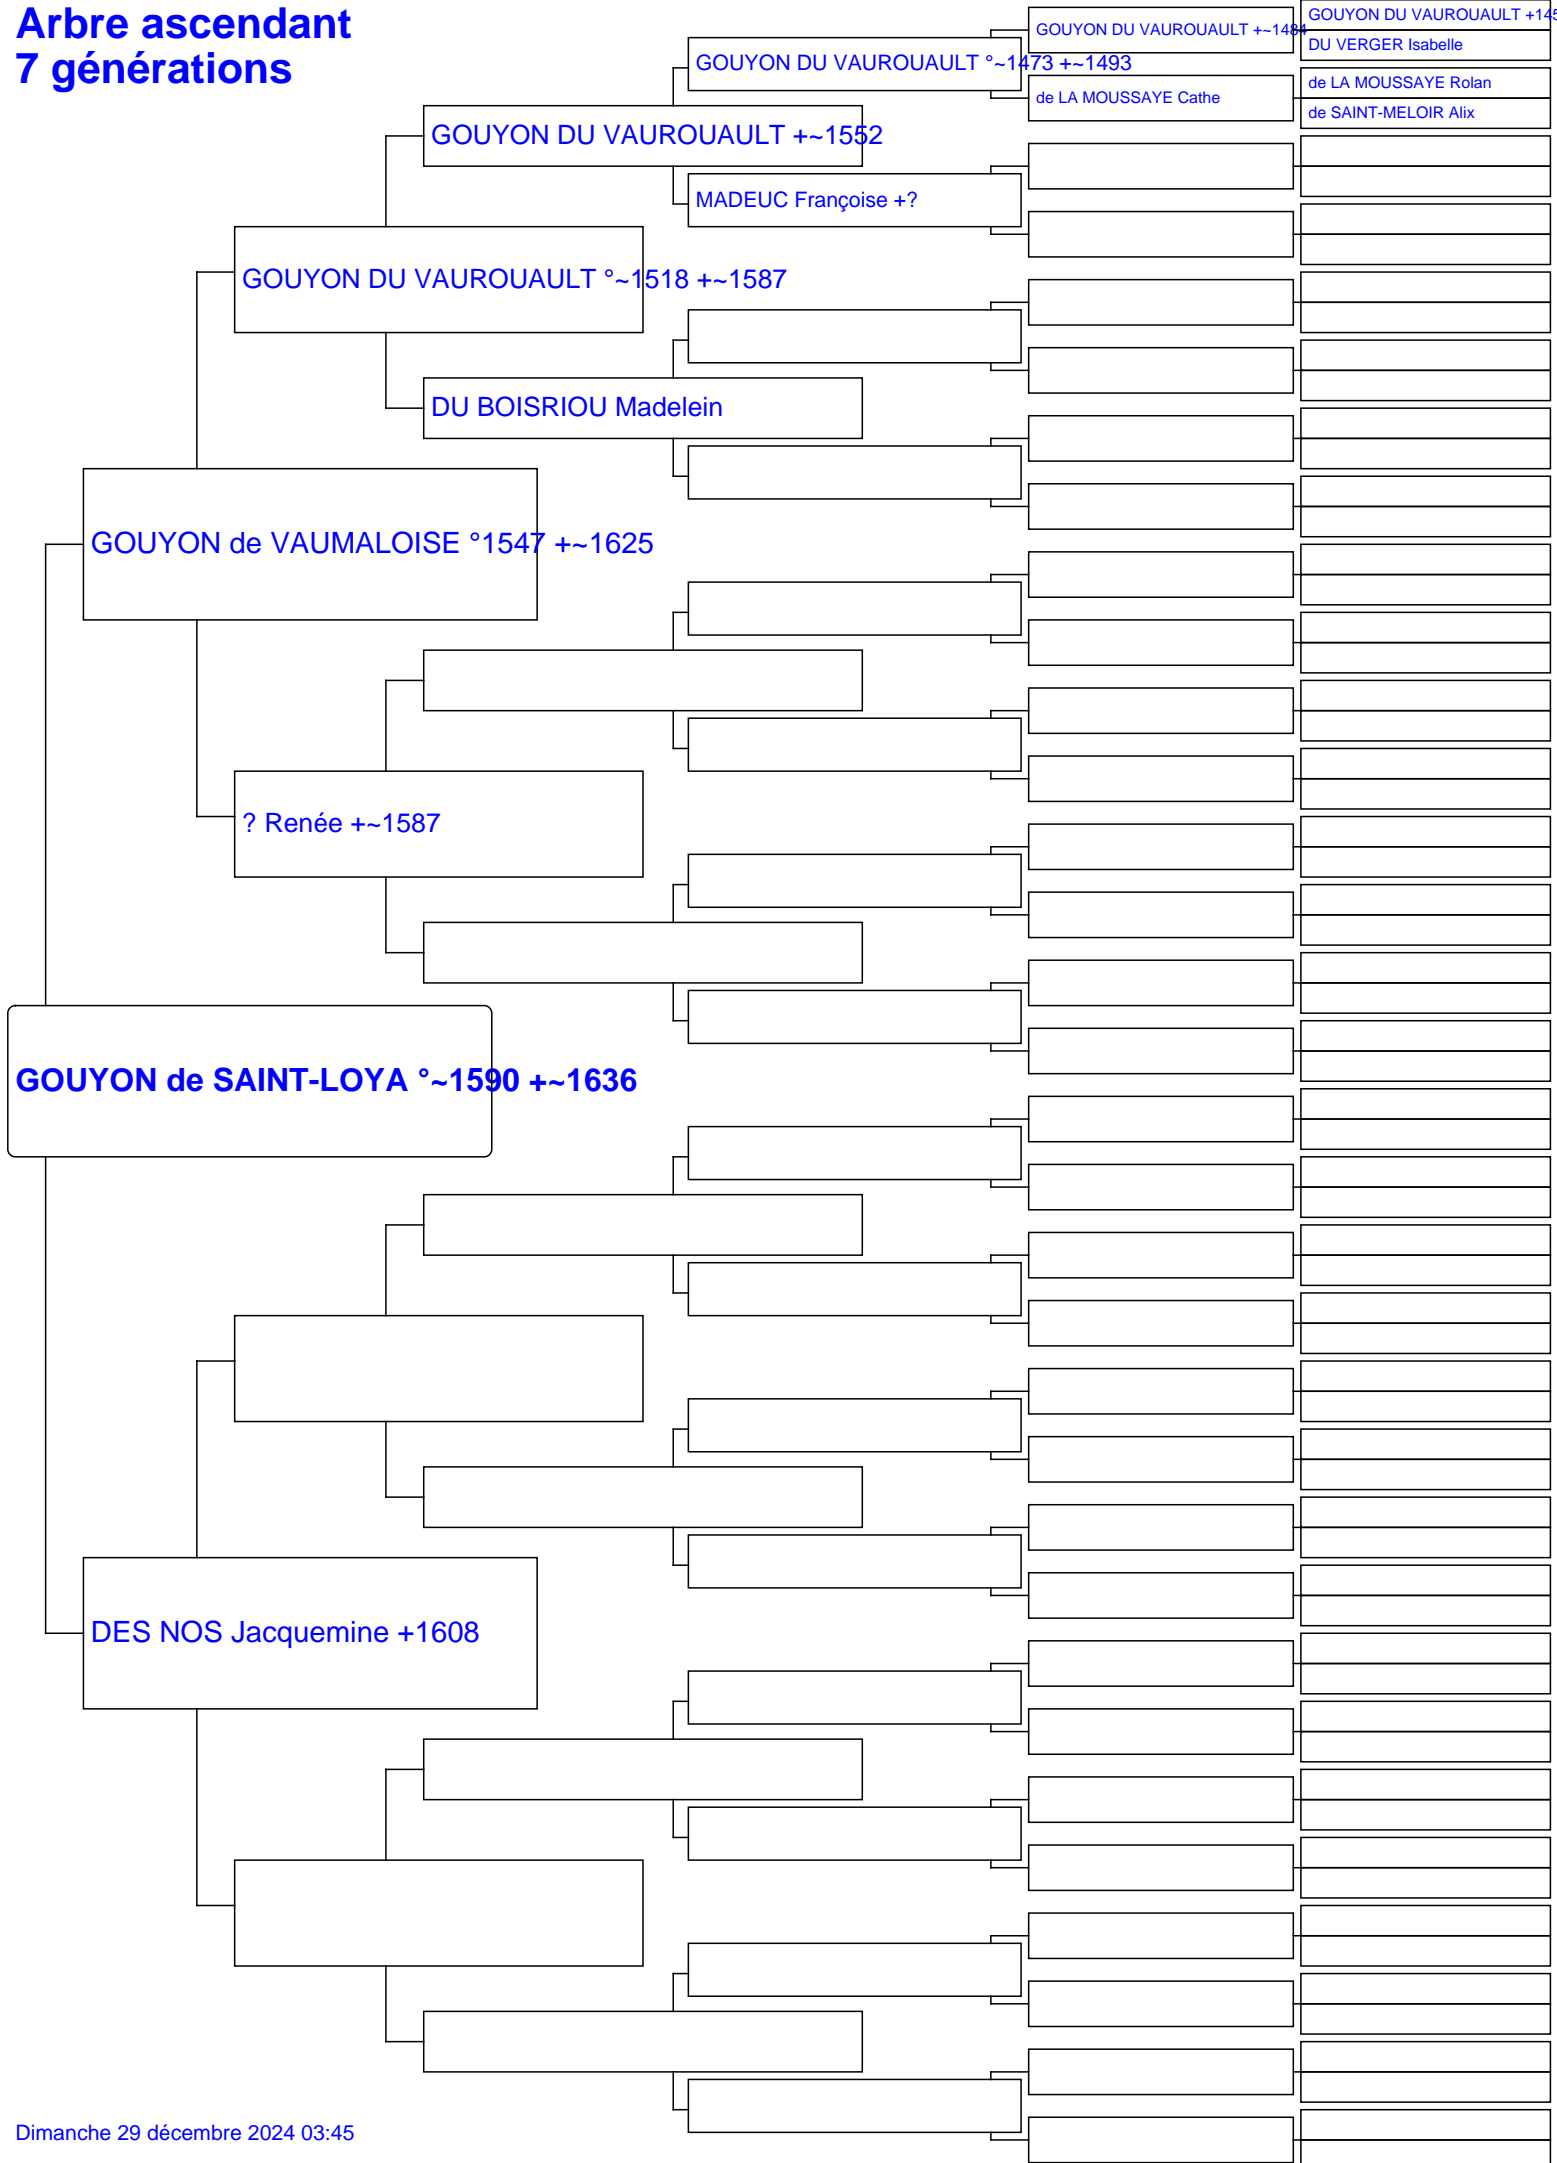 Arbre ascendant
7 générations
GOUYON DU VAUROUAULT +145
GOUYON DU VAUROUAULT +~1484
DU VERGER Isabelle
GOUYON DU VAUROUAULT °~1473 +~1493
de LA MOUSSAYE Rolan
de LA MOUSSAYE Cathe
de SAINT-MELOIR Alix
GOUYON DU VAUROUAULT +~1552
MADEUC Françoise +?
GOUYON DU VAUROUAULT °~1518 +~1587
DU BOISRIOU Madelein
GOUYON de VAUMALOISE °1547 +~1625
? Renée +~1587
GOUYON de SAINT-LOYA °~1590 +~1636
DES NOS Jacquemine +1608
Dimanche 29 décembre 2024 03:45